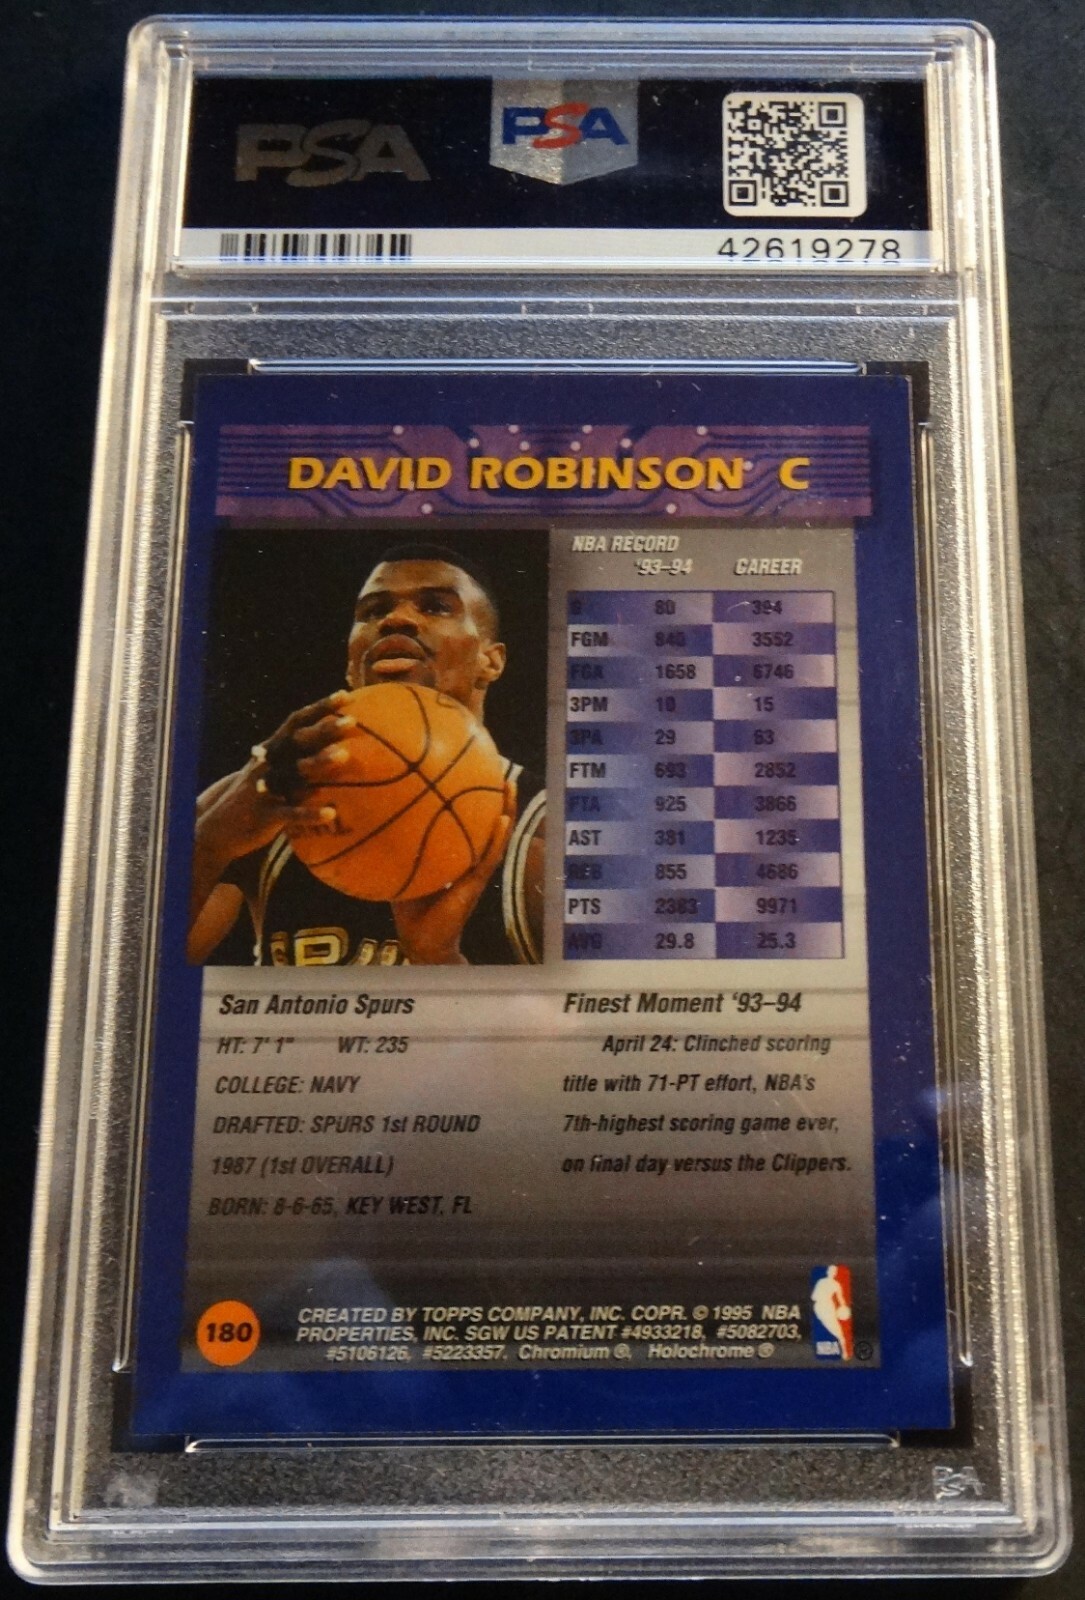 PSA
PSA
42619278
DAVID ROBINSON C
NBA RECORD
'93–94 CAREER
G 80 394
FGM 840 3552
FGA 1658 6746
3PM 10 15
3PA 29 63
FTM 693 2852
FTA 925 3866
AST 381 1235
REB 855 4686
PTS 2383 9971
AVG 29.8 25.3
San Antonio Spurs
HT: 7' 1" WT: 235
COLLEGE: NAVY
DRAFTED: SPURS 1st ROUND
1987 (1st OVERALL)
BORN: 8-6-65, KEY WEST, FL
Finest Moment '93–94
April 24: Clinched scoring
title with 71-PT effort, NBA's
7th-highest scoring game ever,
on final day versus the Clippers.
180
CREATED BY TOPPS COMPANY, INC. COPR. © 1995 NBA
PROPERTIES, INC. SGW US PATENT #4933218, #5082703,
#5106126, #5223357. Chromium ®, Holochrome ®
NBA ®
PSA